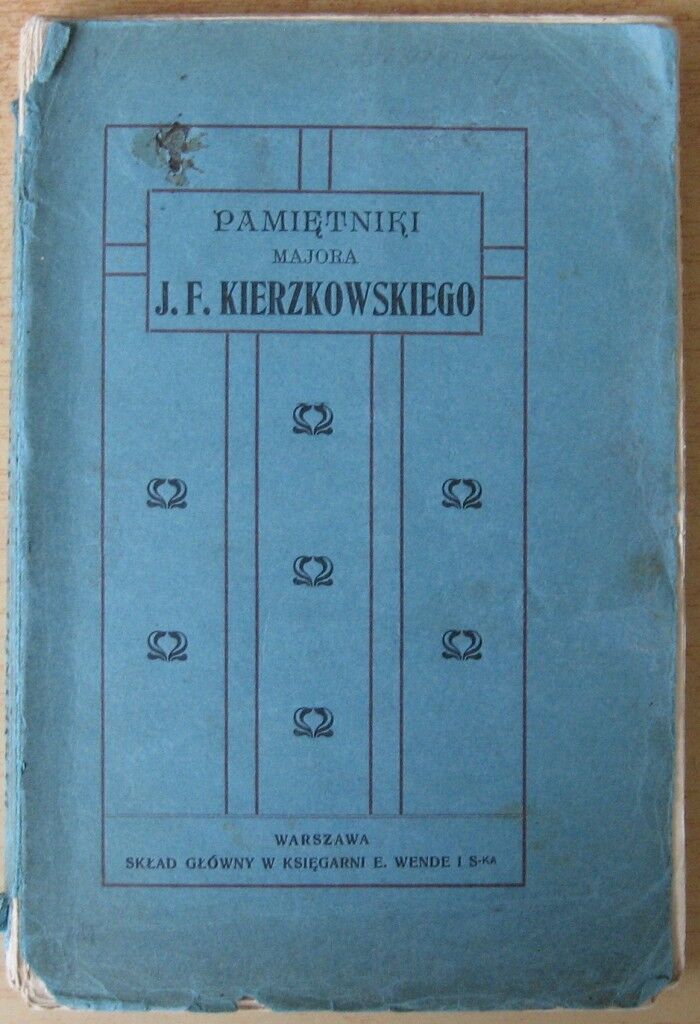 PAMIĘTNIKI
MAJORA
J. F. KIERZKOWSKIEGO
WARSZAWA
SKŁAD GŁÓWNY W KSIĘGARNI E. WENDE I S-KA